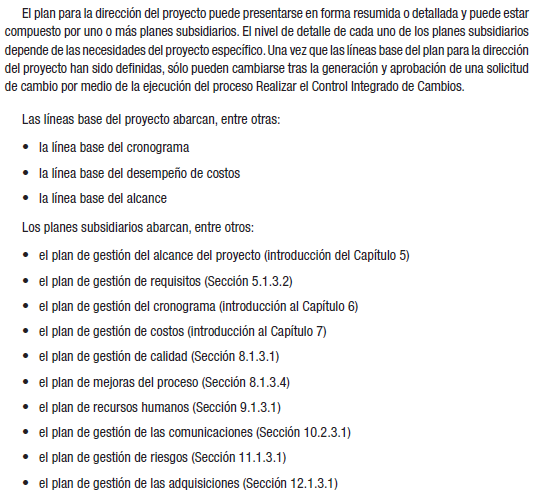 El plan para la dirección del proyecto puede presentarse en forma resumida o detallada y puede estar
compuesto por uno o más planes subsidiarios. El nivel de detalle de cada uno de los planes subsidiarios
depende de las necesidades del proyecto específico. Una vez que las líneas base del plan para la dirección
del proyecto han sido definidas, sólo pueden cambiarse tras la generación y aprobación de una solicitud
de cambio por medio de la ejecución del proceso Realizar el Control Integrado de Cambios.
Las líneas base del proyecto abarcan, entre otras:
• la línea base del cronograma
• la línea base del desempeño de costos
• la línea base del alcance
Los planes subsidiarios abarcan, entre otros:
• el plan de gestión del alcance del proyecto (introducción del Capítulo 5)
• el plan de gestión de requisitos (Sección 5.1.3.2)
• el plan de gestión del cronograma (introducción al Capítulo 6)
• el plan de gestión de costos (introducción al Capítulo 7)
• el plan de gestión de calidad (Sección 8.1.3.1)
• el plan de mejoras del proceso (Sección 8.1.3.4)
• el plan de recursos humanos (Sección 9.1.3.1)
• el plan de gestión de las comunicaciones (Sección 10.2.3.1)
• el plan de gestión de riesgos (Sección 11.1.3.1)
• el plan de gestión de las adquisiciones (Sección 12.1.3.1)